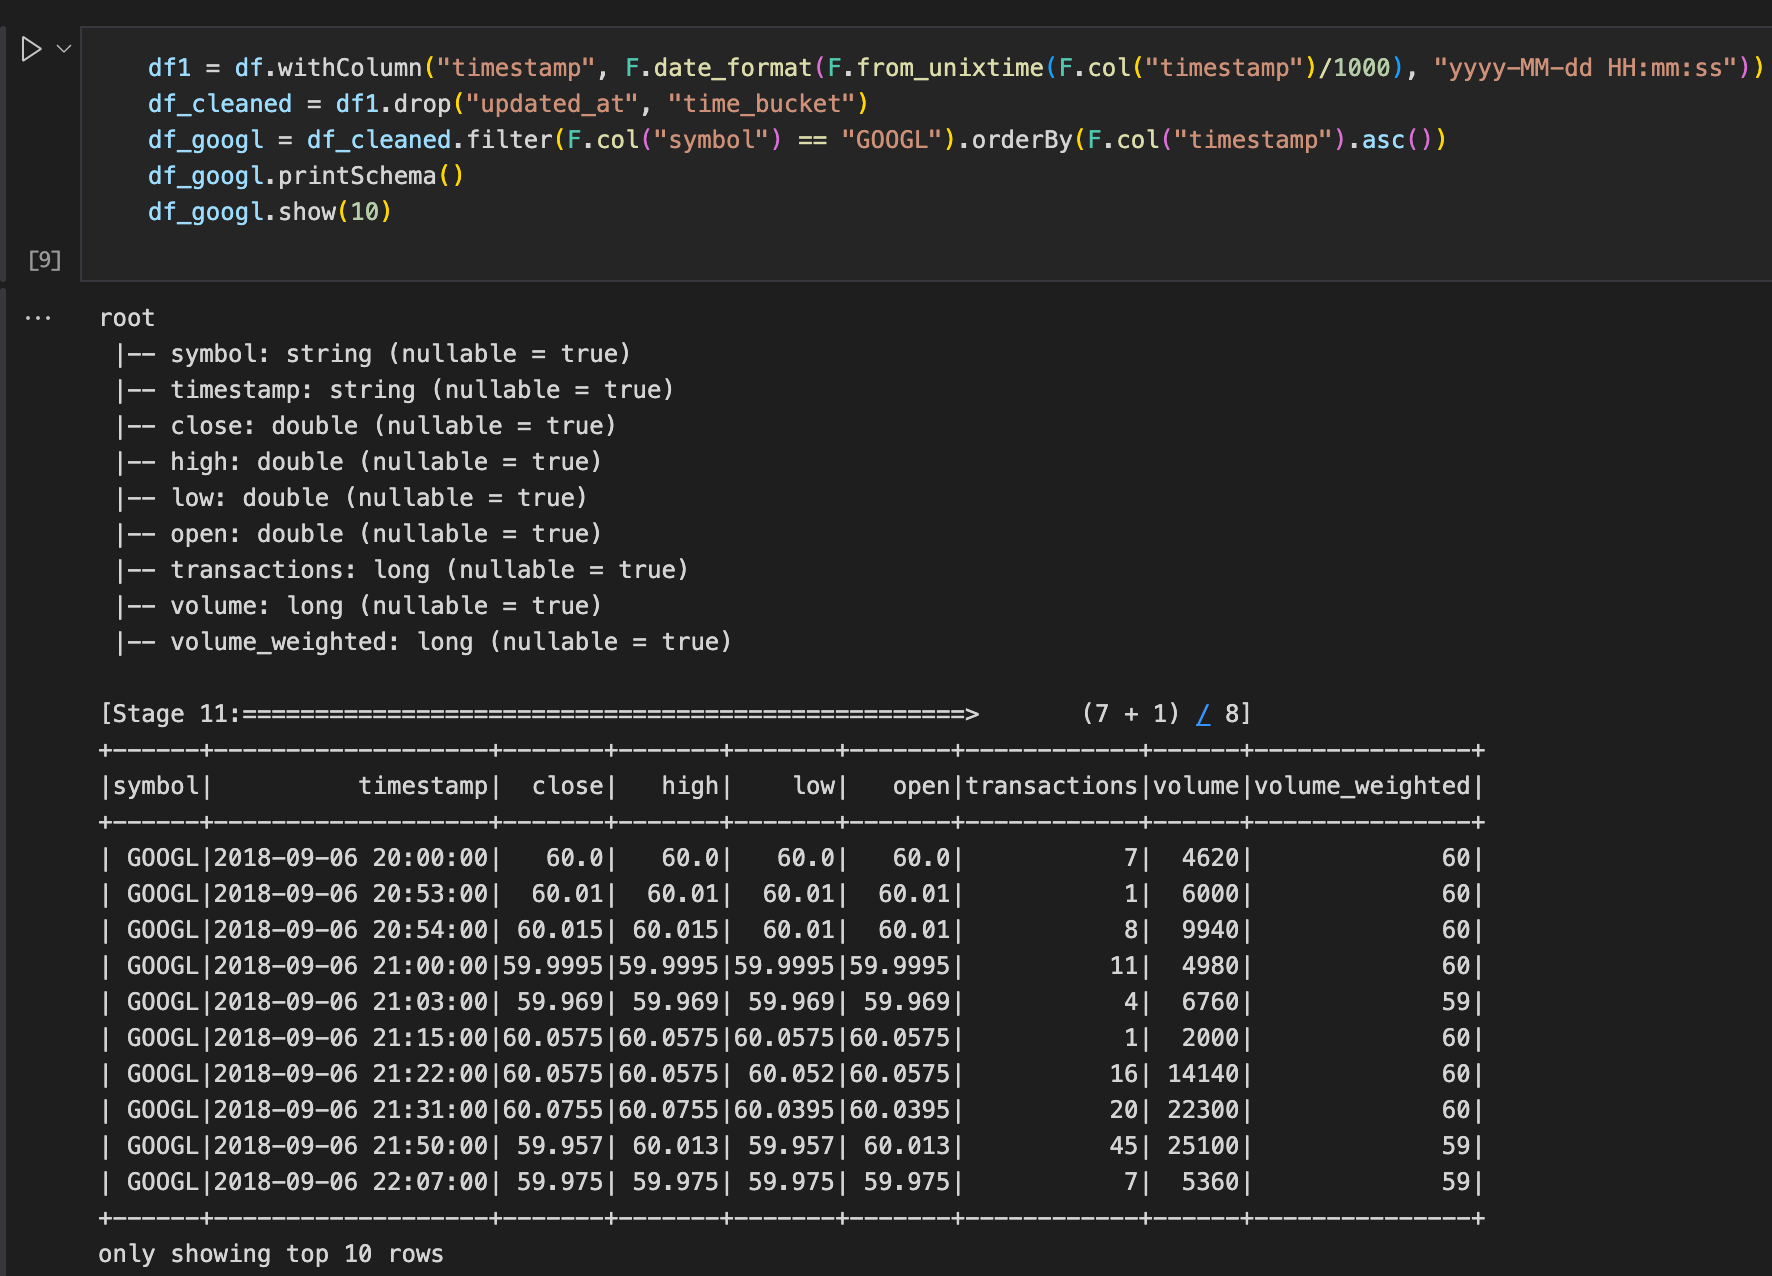 df1 = df.withColumn("timestamp", F.date_format(F.from_unixtime(F.col("timestamp")/1000), "yyyy-MM-dd HH:mm:ss"))
df_cleaned = df1.drop("updated_at", "time_bucket")
df_googl = df_cleaned.filter(F.col("symbol") == "GOOGL").orderBy(F.col("timestamp").asc())
df_googl.printSchema()
df_googl.show(10)
[9]
... root
 |-- symbol: string (nullable = true)
 |-- timestamp: string (nullable = true)
 |-- close: double (nullable = true)
 |-- high: double (nullable = true)
 |-- low: double (nullable = true)
 |-- open: double (nullable = true)
 |-- transactions: long (nullable = true)
 |-- volume: long (nullable = true)
 |-- volume_weighted: long (nullable = true)
[Stage 11:==================================================>       (7 + 1) / 8]
+------+-------------------+-------+-------+-------+-------+------------+------+---------------+
|symbol|          timestamp|  close|   high|    low|   open|transactions|volume|volume_weighted|
+------+-------------------+-------+-------+-------+-------+------------+------+---------------+
| GOOGL|2018-09-06 20:00:00|   60.0|   60.0|   60.0|   60.0|           7|  4620|             60|
| GOOGL|2018-09-06 20:53:00|  60.01|  60.01|  60.01|  60.01|           1|  6000|             60|
| GOOGL|2018-09-06 20:54:00| 60.015| 60.015|  60.01|  60.01|           8|  9940|             60|
| GOOGL|2018-09-06 21:00:00|59.9995|59.9995|59.9995|59.9995|          11|  4980|             60|
| GOOGL|2018-09-06 21:03:00| 59.969| 59.969| 59.969| 59.969|           4|  6760|             59|
| GOOGL|2018-09-06 21:15:00|60.0575|60.0575|60.0575|60.0575|           1|  2000|             60|
| GOOGL|2018-09-06 21:22:00|60.0575|60.0575| 60.052|60.0575|          16| 14140|             60|
| GOOGL|2018-09-06 21:31:00|60.0755|60.0755|60.0395|60.0395|          20| 22300|             60|
| GOOGL|2018-09-06 21:50:00| 59.957| 60.013| 59.957| 60.013|          45| 25100|             59|
| GOOGL|2018-09-06 22:07:00| 59.975| 59.975| 59.975| 59.975|           7|  5360|             59|
+------+-------------------+-------+-------+-------+-------+------------+------+---------------+
only showing top 10 rows